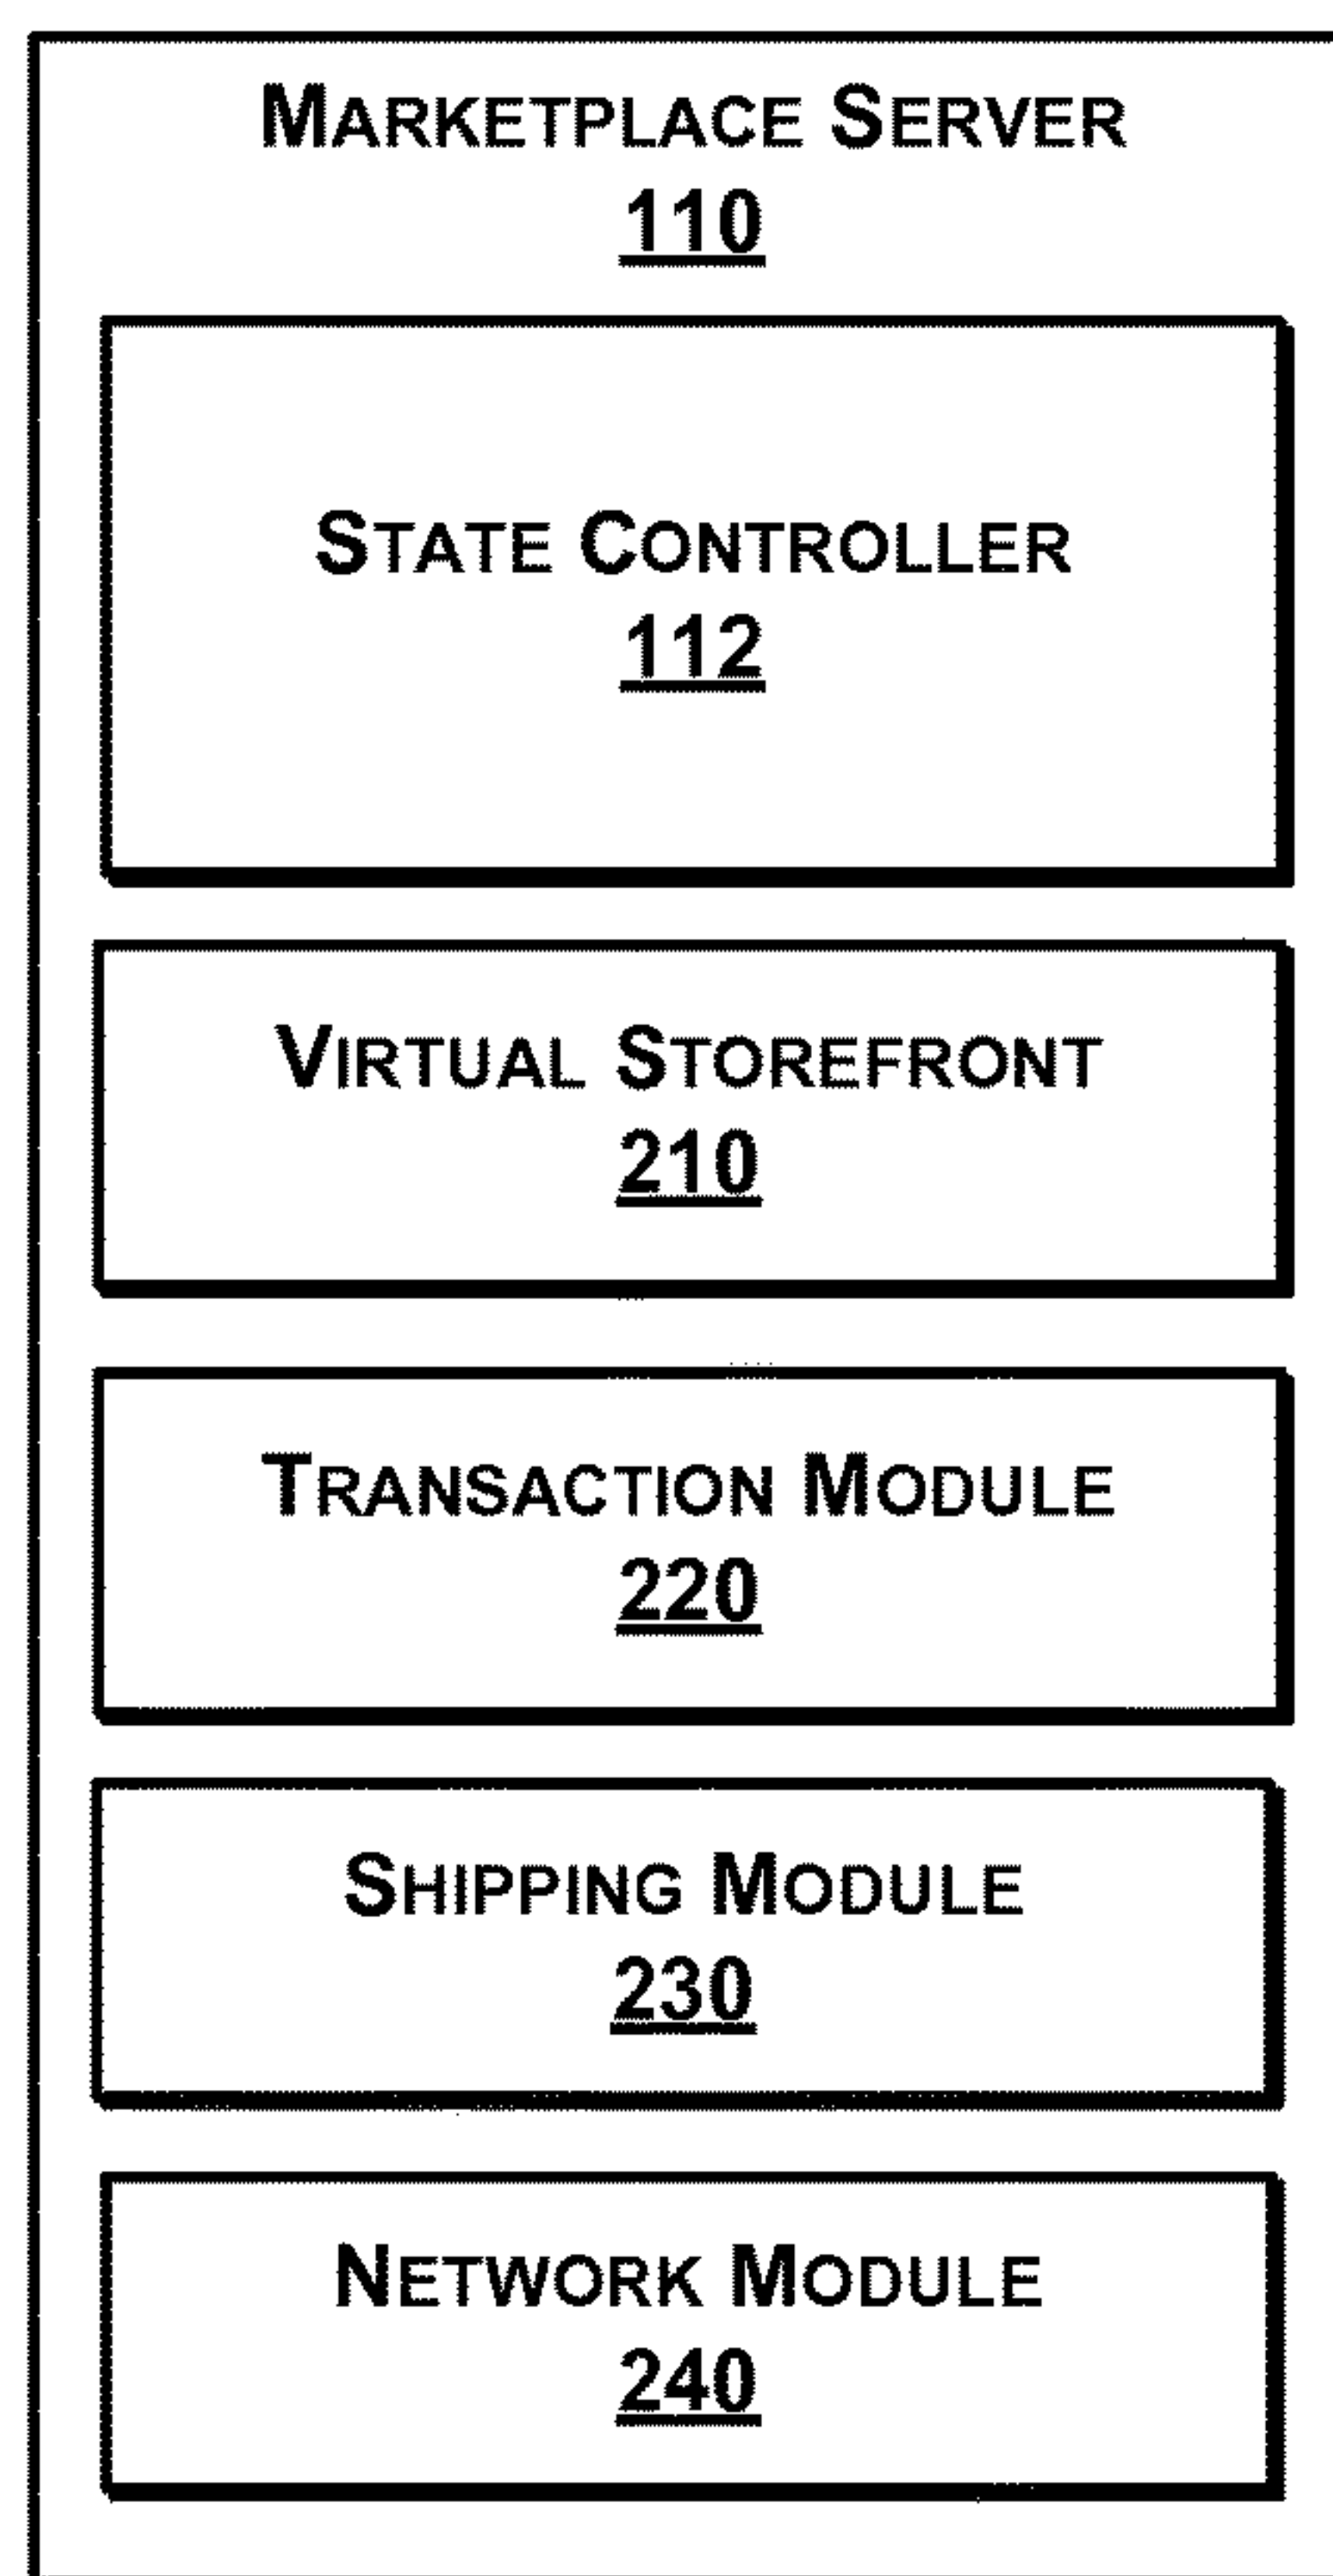 MARKETPLACE SERVER
110
STATE CONTROLLER
112
VIRTUAL STOREFRONT
210
TRANSACTION MODULE
220
SHIPPING MODULE
230
NETWORK MODULE
240